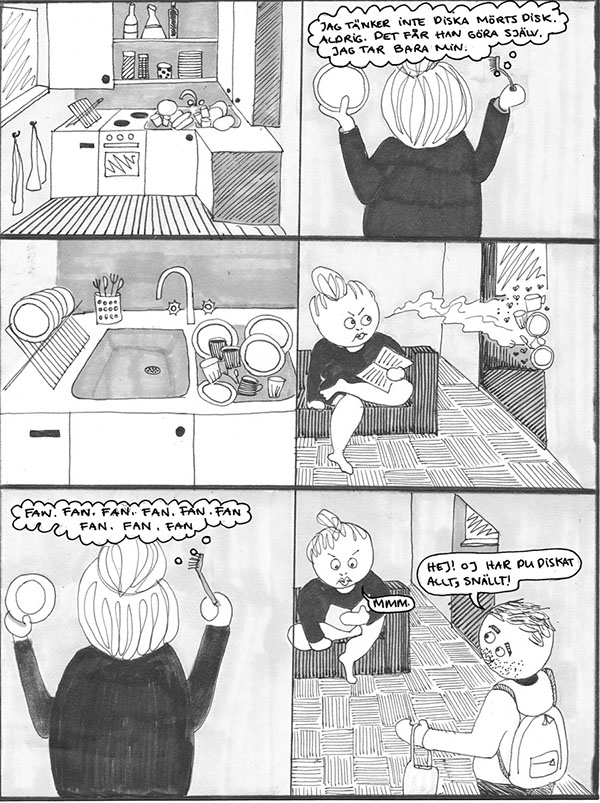 JAG TÄNKER INTE DISKA MÖRTS DISK.
ALDRIG. DET FÅR HAN GÖRA SJÄLV.
JAG TAR BARA MIN.
FAN. FAN. FAN. FAN. FAN. FAN
FAN. FAN. FAN
MMM.
HEJ! OJ HAR DU DISKAT
ALLT, SNÄLLT!